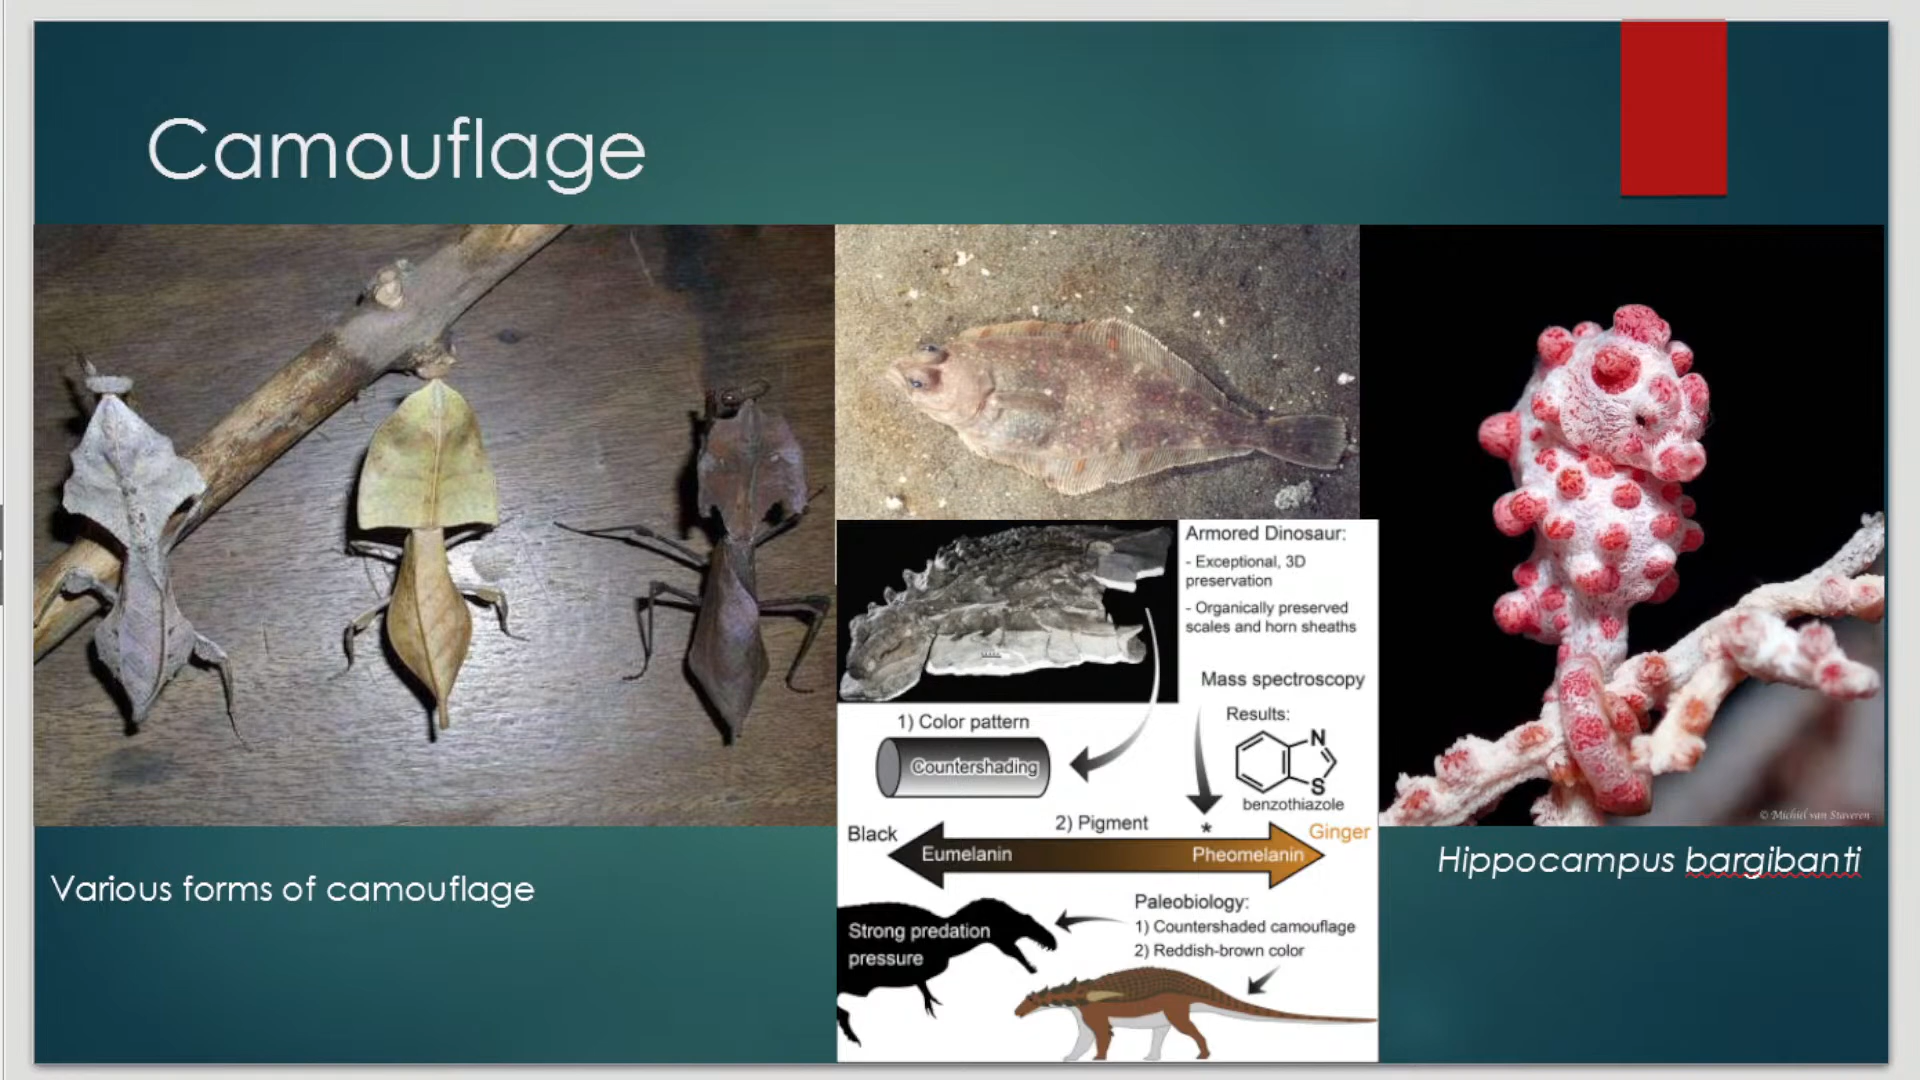 Camouflage
Armored Dinosaur:
- Exceptional, 3D
preservation
- Organically preserved
scales and horn sheaths
Mass spectroscopy
Results:
N
S
benzothiazole
1) Color pattern
Countershading
2) Pigment
*
Black
Ginger
Eumelanin
Pheomelanin
Paleobiology:
1) Countershaded camouflage
2) Reddish-brown color
Strong predation
pressure
© Michiel van Staveren
Hippocampus bargibanti
Various forms of camouflage